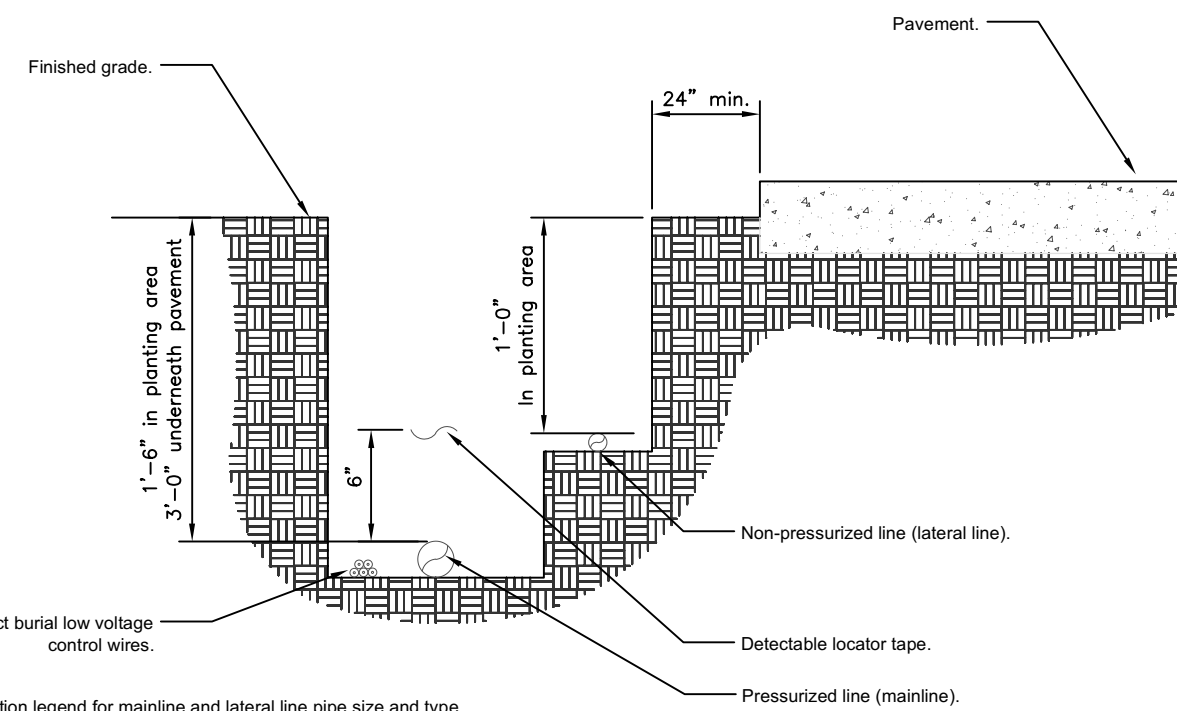 Pavement.
Finished grade.
24” min.
1’–6” in planting area
3’–0” underneath pavement
1’–0”
In planting area
6”
Non-pressurized line (lateral line).
burial low voltage
control wires.
Detectable locator tape.
Pressurized line (mainline).
legend for mainline and lateral line pipe size and type